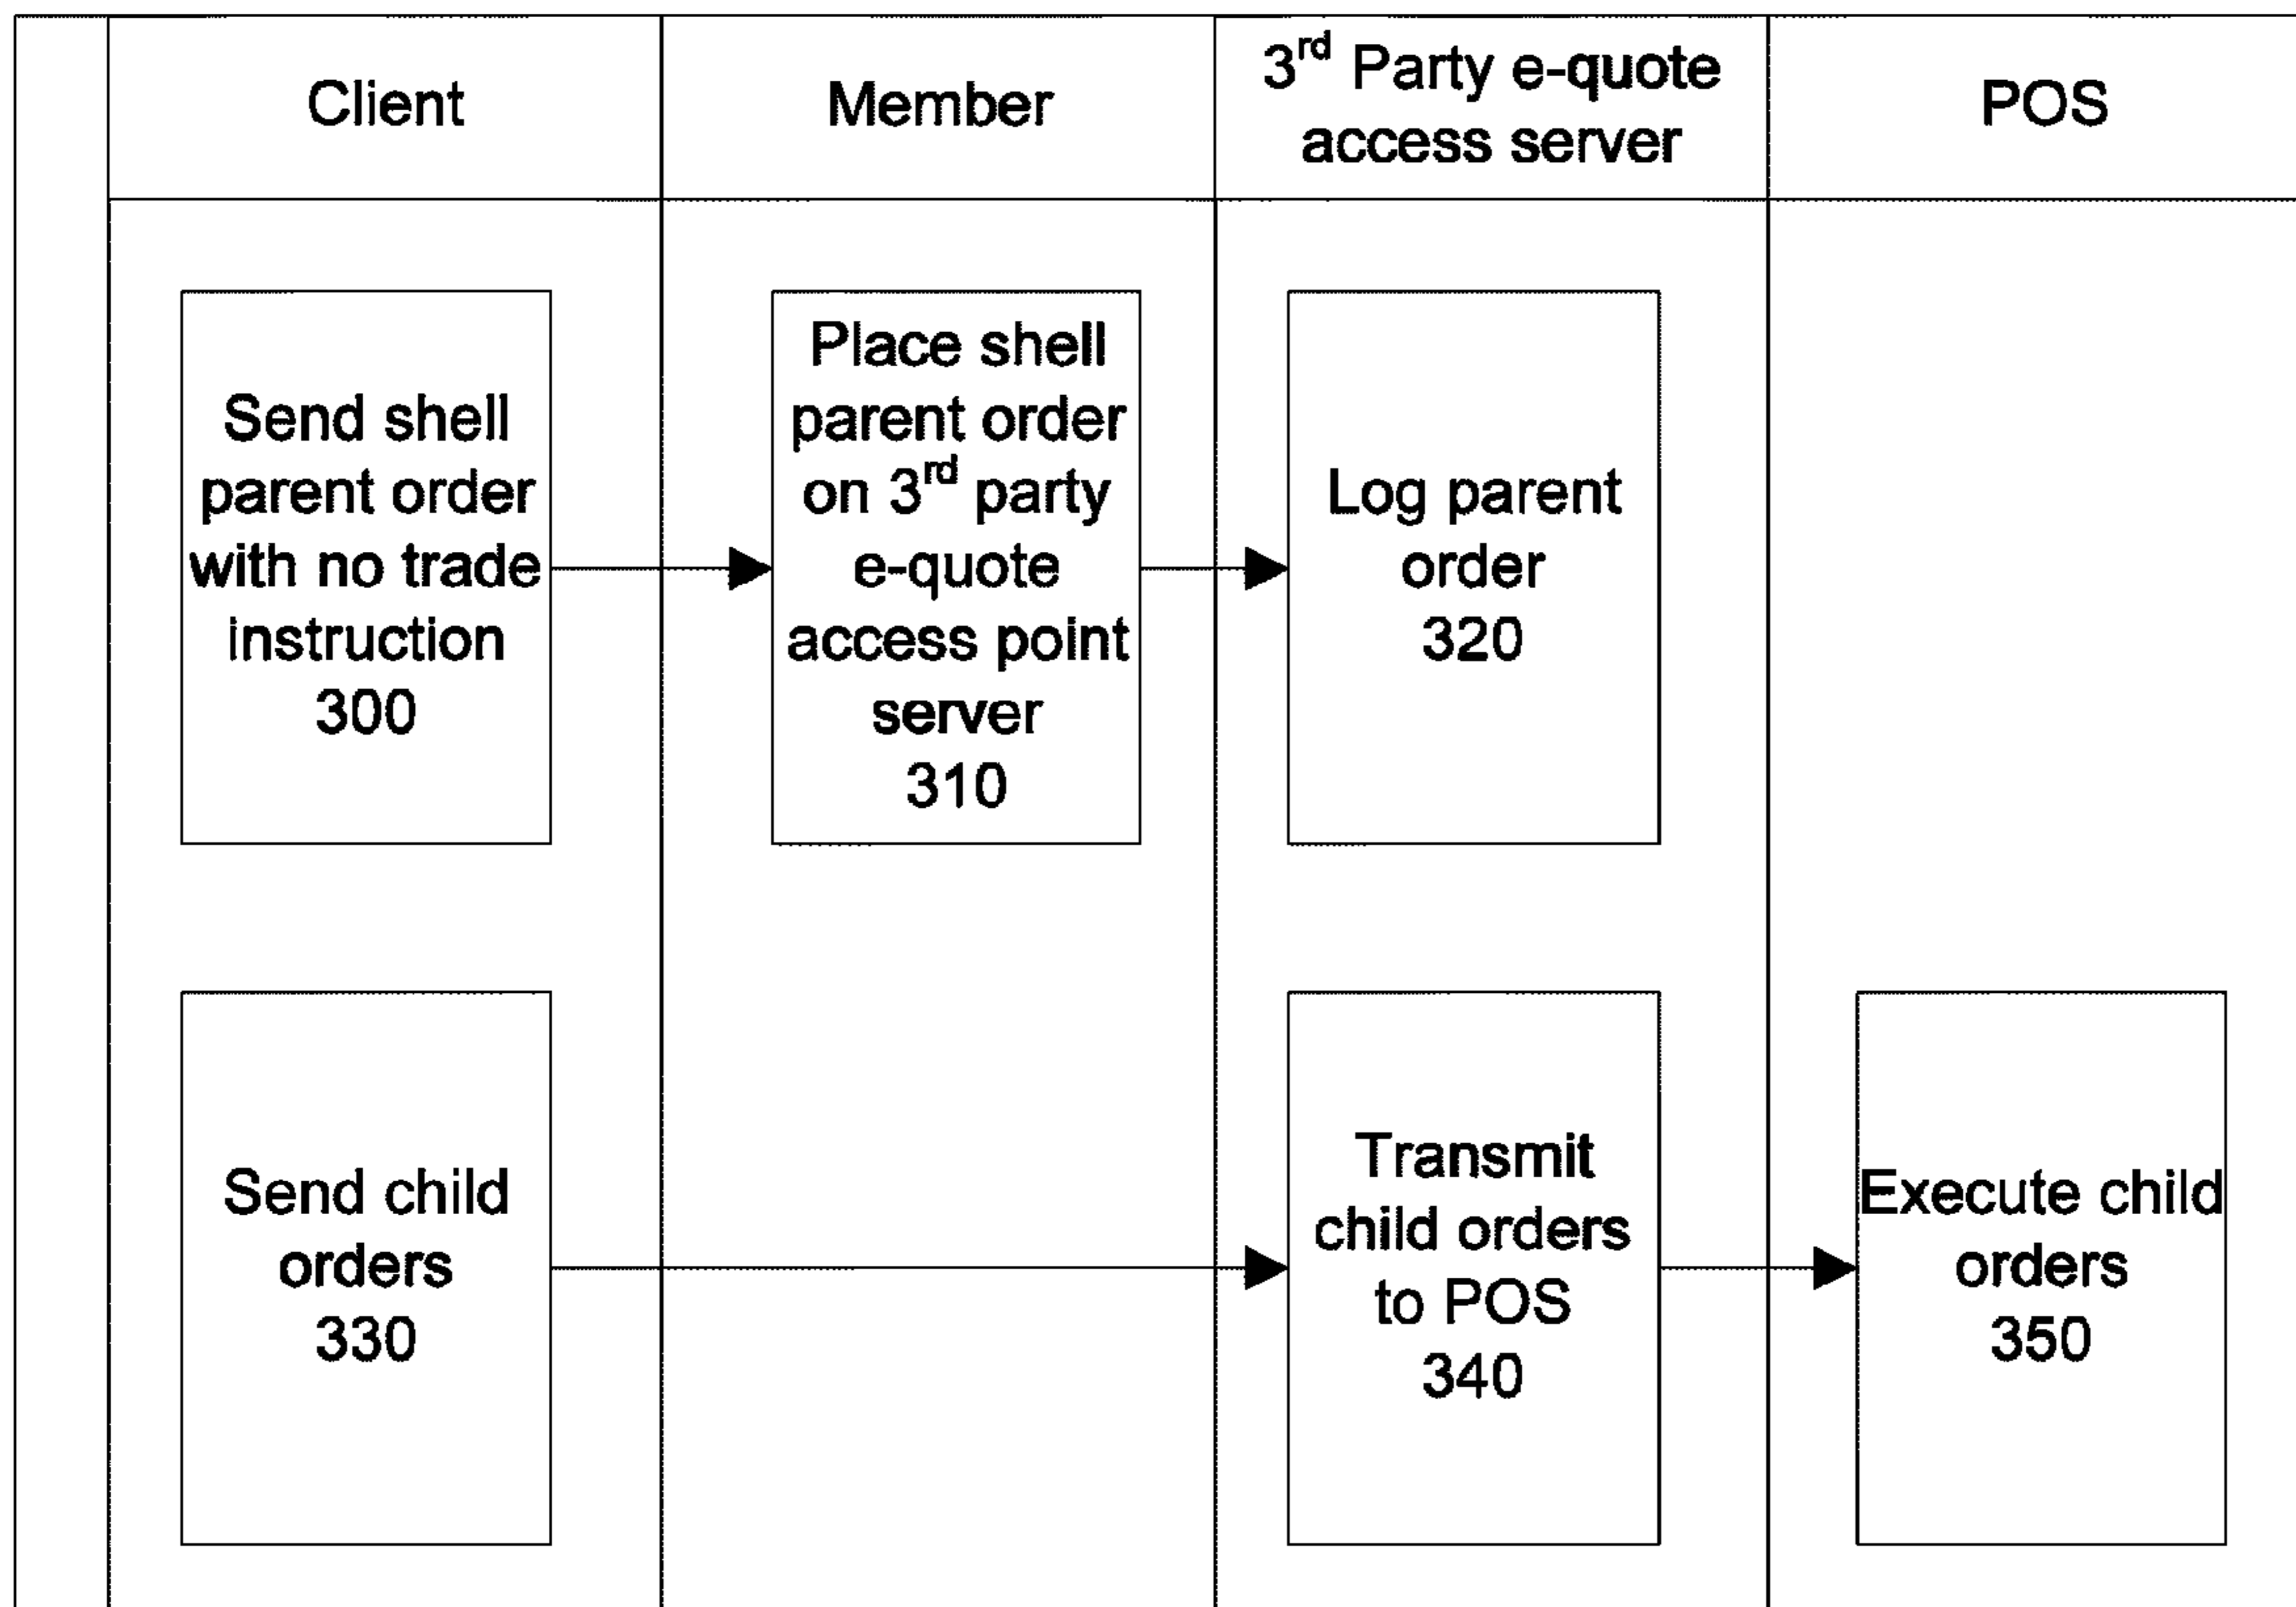 Client
Member
3rd Party e-quote
access server
POS
Send shell
parent order
with no trade
instruction
300
Place shell
parent order
on 3rd party
e-quote
access point
server
310
Log parent
order
320
Send child
orders
330
Transmit
child orders
to POS
340
Execute child
orders
350